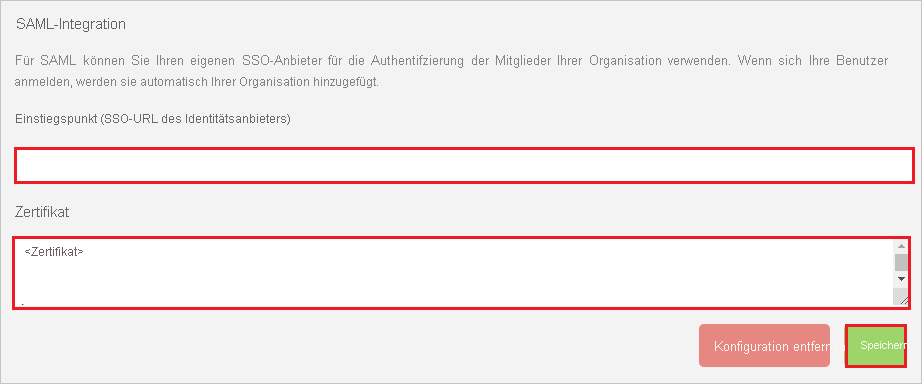 SAML-Integration
Für SAML können Sie Ihren eigenen SSO-Anbieter für die Authentifzierung der Mitglieder Ihrer Organisation verwenden. Wenn sich Ihre Benutzer
anmelden, werden sie automatisch Ihrer Organisation hinzugefügt.
Einstiegspunkt (SSO-URL des Identitätsanbieters)
Zertifikat
<Zertifikat>
Konfiguration entfernen
Speichern